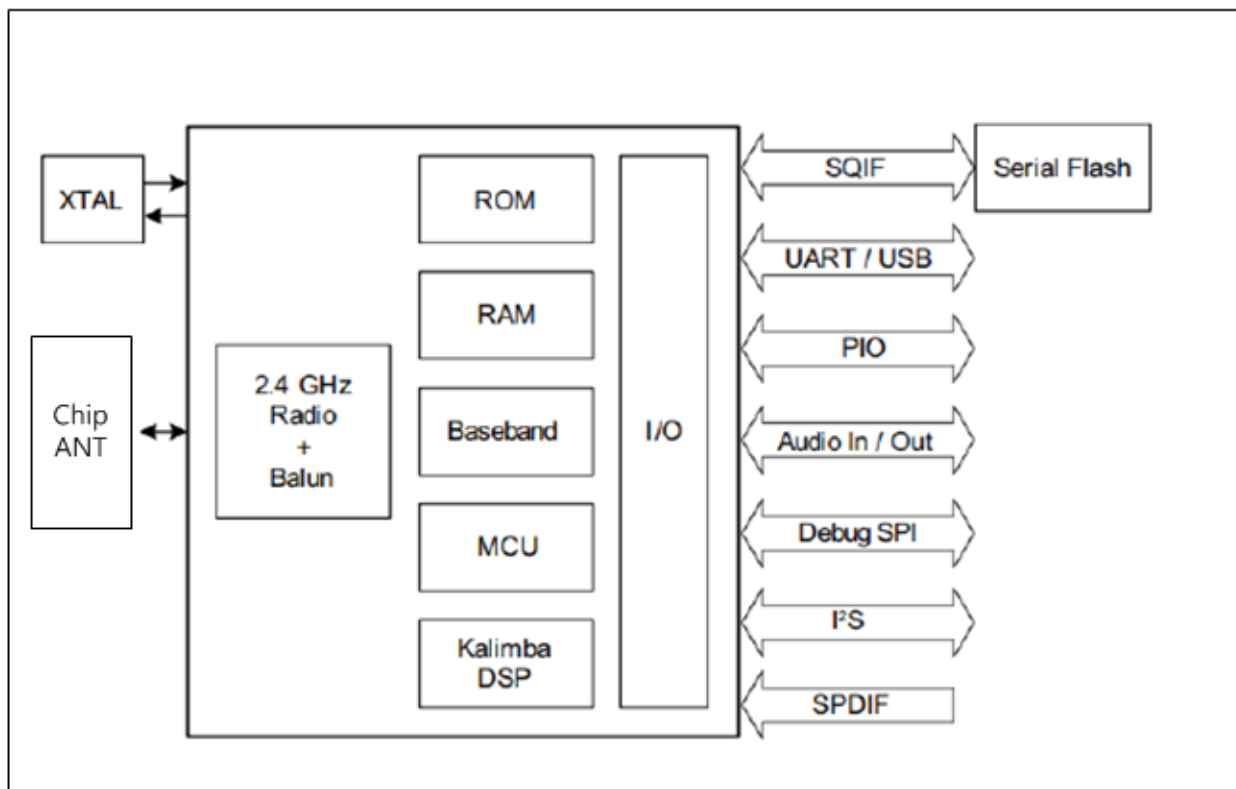 XTAL
Chip
ANT
2.4 GHz
Radio
+
Balun
ROM
RAM
Baseband
MCU
Kalimba
DSP
I/O
SQIF
Serial Flash
UART / USB
PIO
Audio In / Out
Debug SPI
I²S
SPDIF